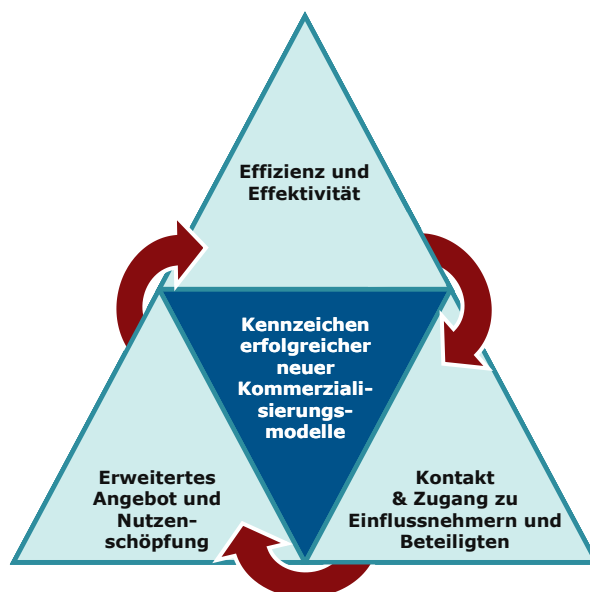 Effizienz und
Effektivität
Kennzeichen
erfolgreicher
neuer
Kommerziali-
sierungs-
modelle
Erweitertes
Angebot und
Nutzen-
schöpfung
Kontakt
& Zugang zu
Einflussnehmern und
Beteiligten